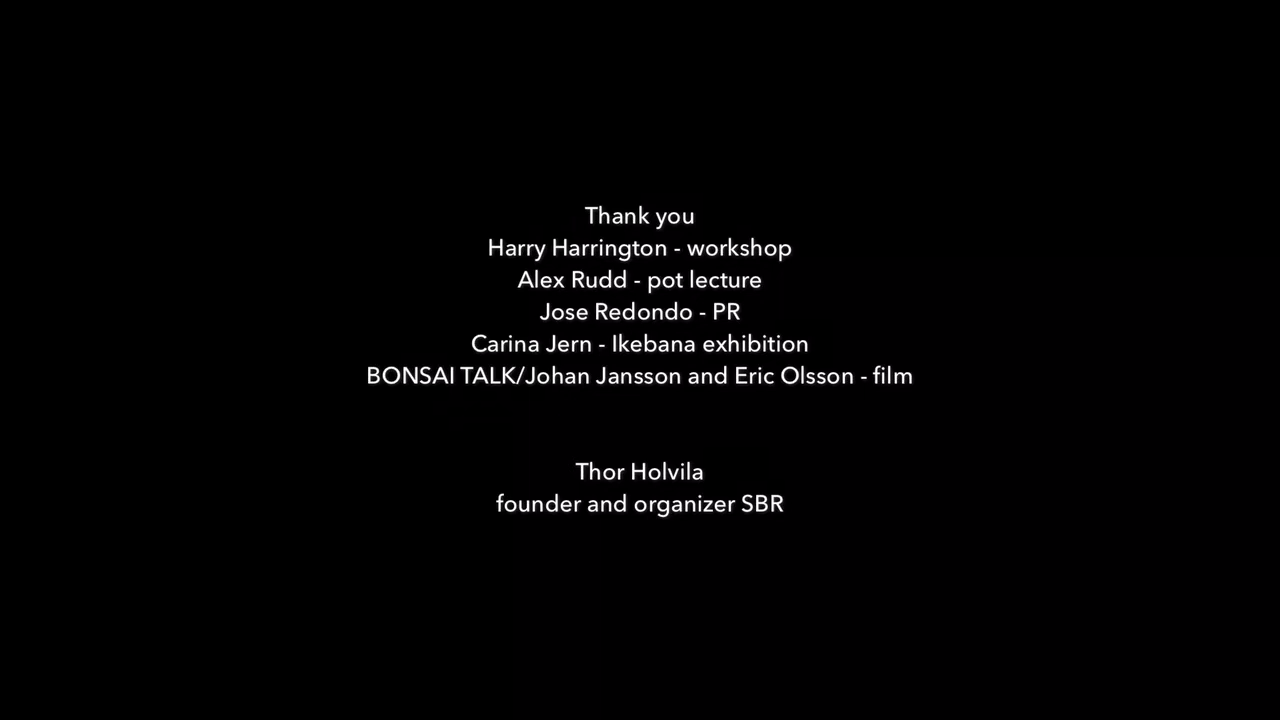 Thank you
Harry Harrington - workshop
Alex Rudd - pot lecture
Jose Redondo - PR
Carina Jern - Ikebana exhibition
BONSAI TALK/Johan Jansson and Eric Olsson - film
Thor Holvila
founder and organizer SBR